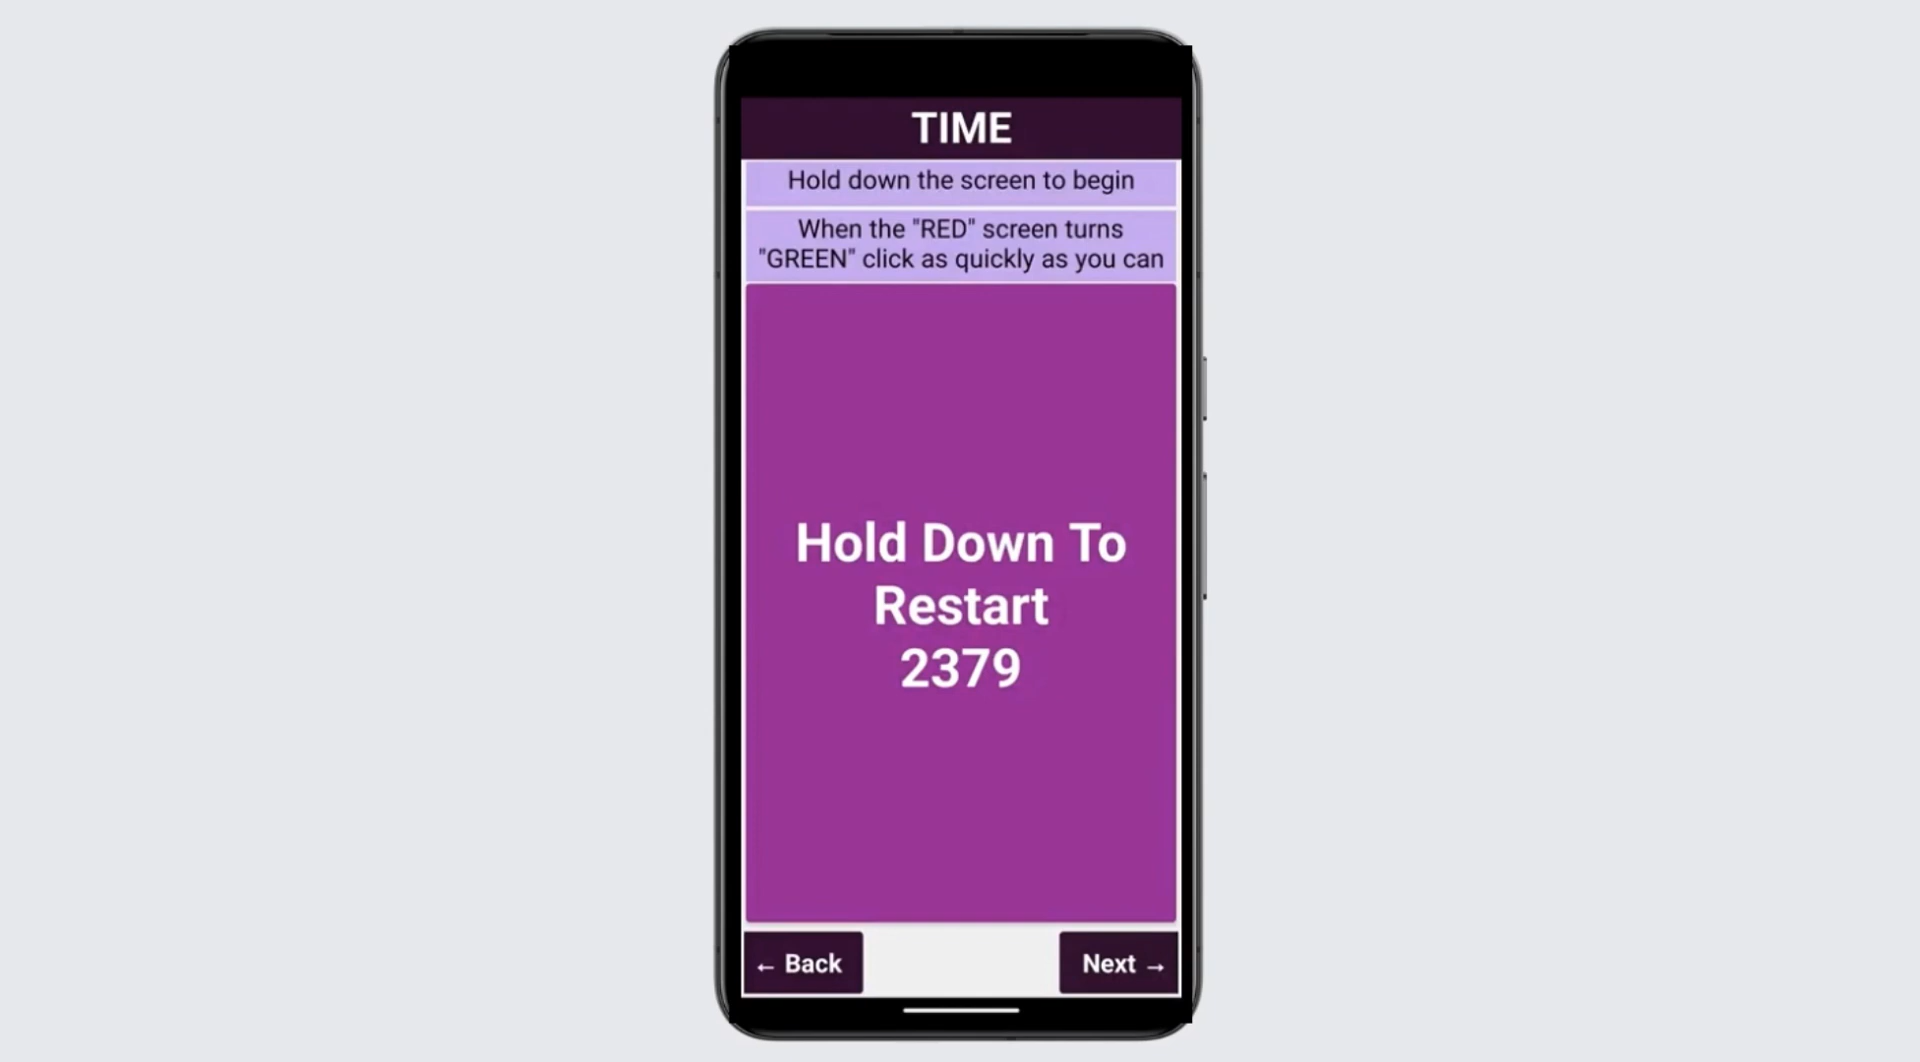 TIME
Hold down the screen to begin
When the "RED" screen turns
"GREEN" click as quickly as you can
Hold Down To
Restart
2379
← Back
Next →